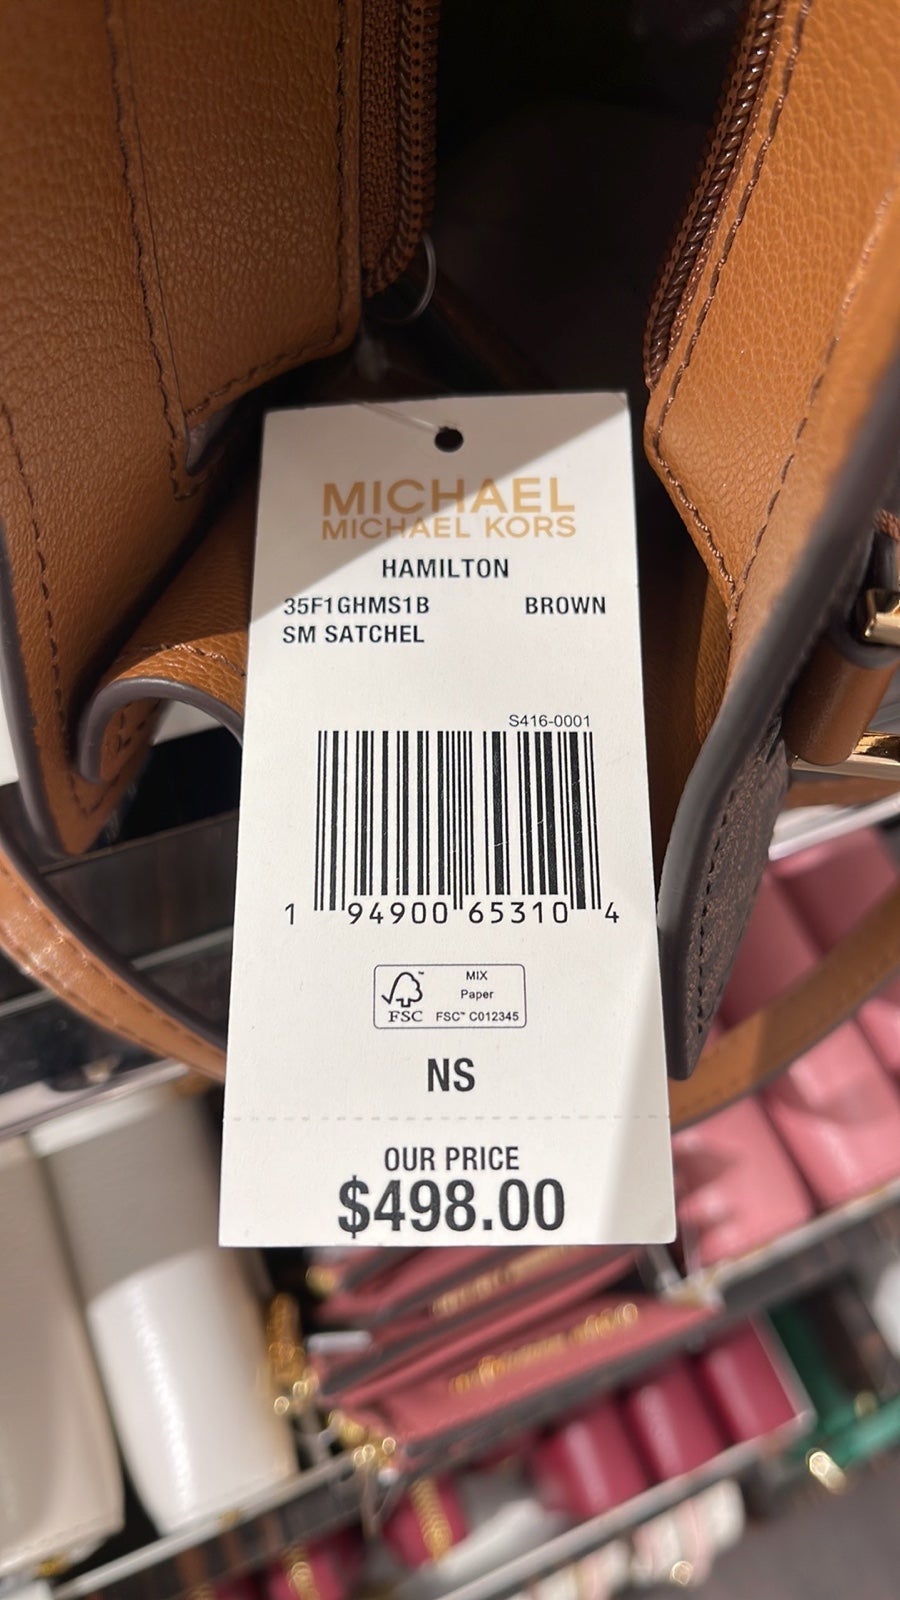 MICHAEL
MICHAEL KORS
HAMILTON
35F1GHMS1B BROWN
SM SATCHEL
S416-0001
1 94900 65310 4
FSC™
MIX
Paper
FSC™ C012345
NS
OUR PRICE
$498.00